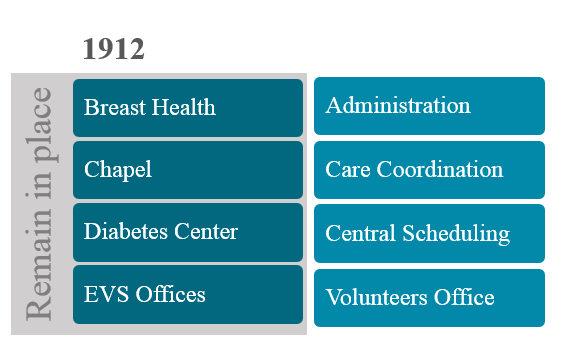 1912
Remain in place
Breast Health
Chapel
Diabetes Center
EVS Offices
Administration
Care Coordination
Central Scheduling
Volunteers Office